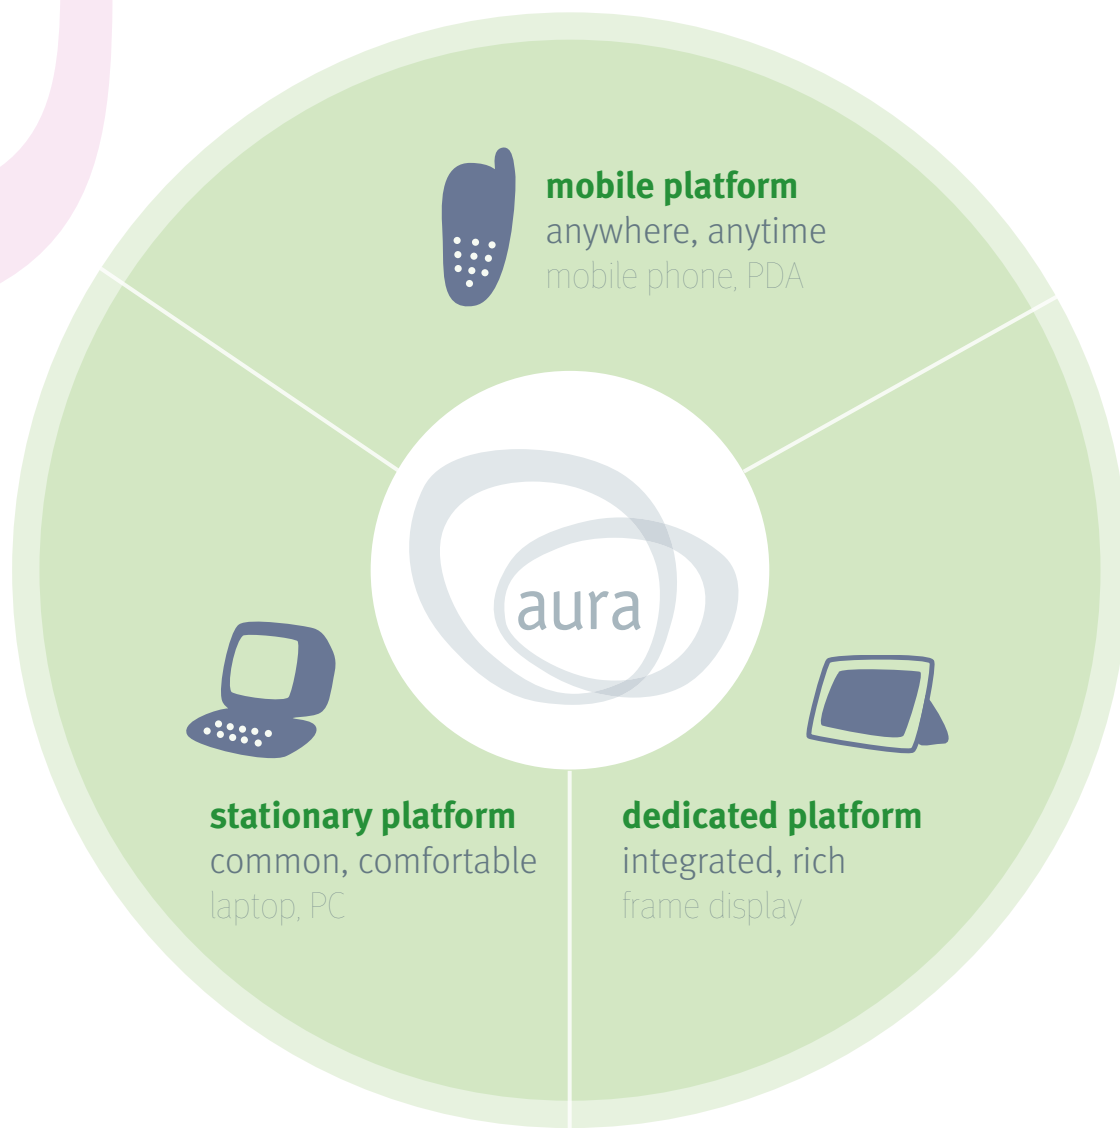 mobile platform
anywhere, anytime
mobile phone, PDA
aura
stationary platform
common, comfortable
laptop, PC
dedicated platform
integrated, rich
frame display